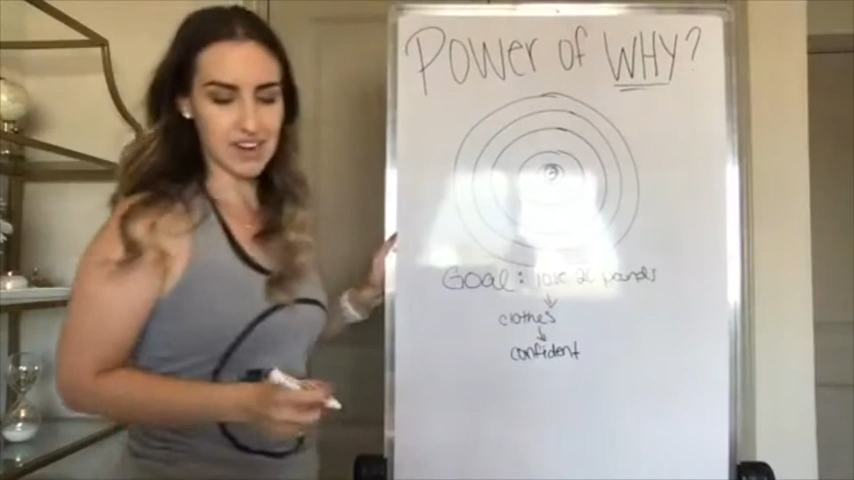 POWER of WHY?
?
GOAL: lose 20 pounds
clothes
confident